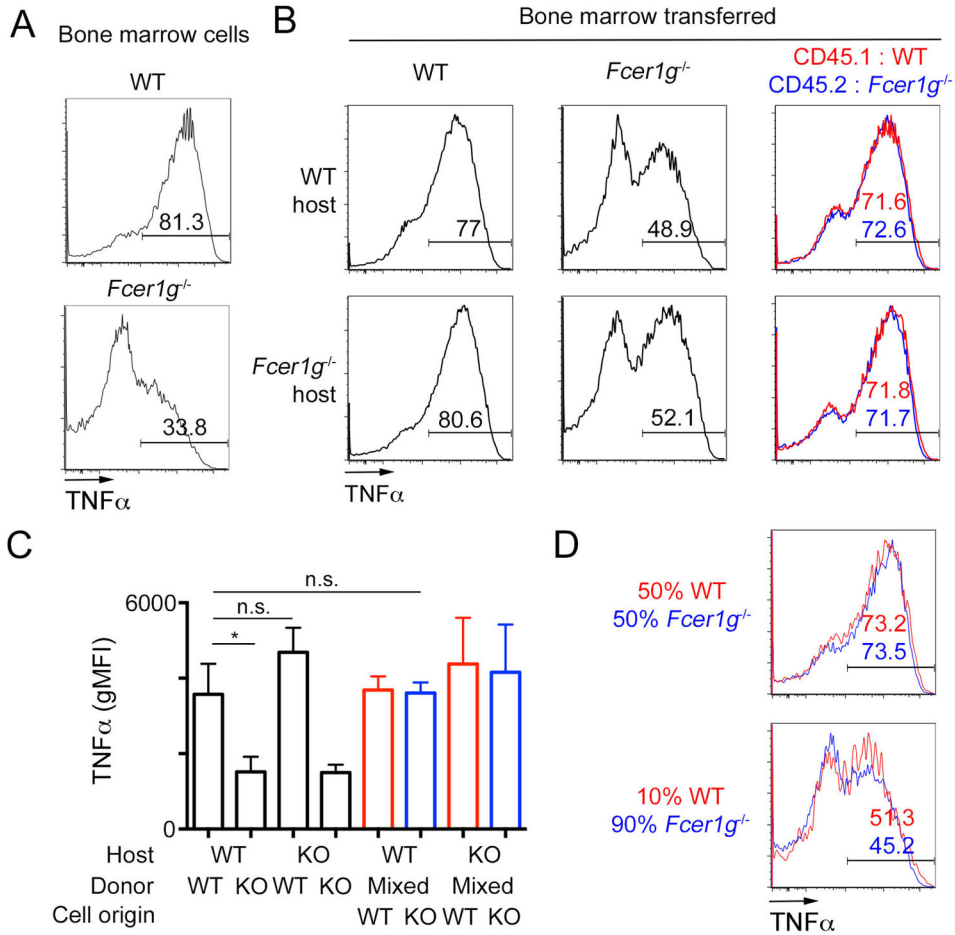 A
Bone marrow cells
WT
81.3
Fcer1g-/-
33.8
TNFα
B
Bone marrow transferred
WT
Fcer1g-/-
CD45.1 : WT
CD45.2 : Fcer1g-/-
WT
host
77
48.9
71.6
72.6
Fcer1g-/-
host
80.6
52.1
71.8
71.7
TNFα
C
n.s.
n.s.
*
6000
0
TNFα (gMFI)
Host WT KO WT KO
Donor WT KO WT KO Mixed Mixed
Cell origin WT KO WT KO
D
50% WT
50% Fcer1g-/-
73.2
73.5
10% WT
90% Fcer1g-/-
51.3
45.2
TNFα